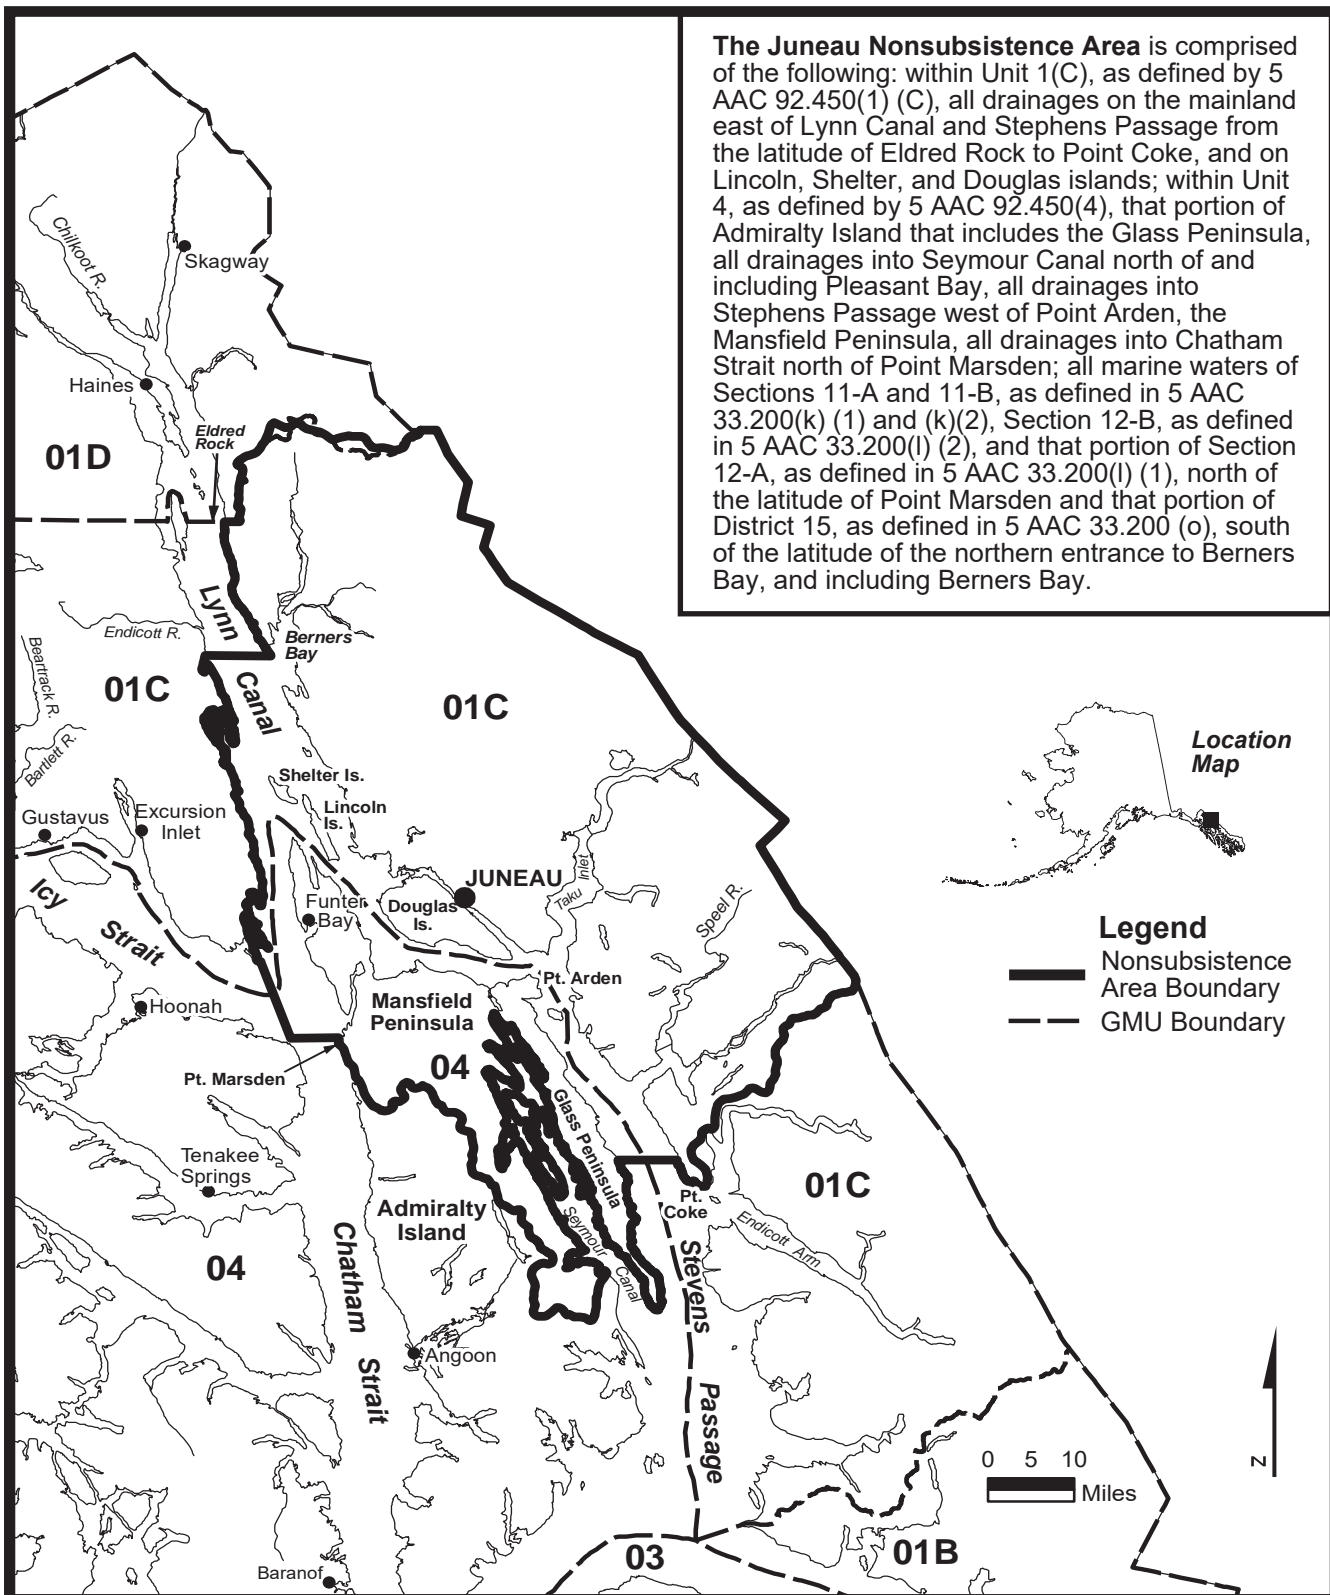 The Juneau Nonsubsistence Area is comprised
of the following: within Unit 1(C), as defined by 5
AAC 92.450(1) (C), all drainages on the mainland
east of Lynn Canal and Stephens Passage from
the latitude of Eldred Rock to Point Coke, and on
Lincoln, Shelter, and Douglas islands; within Unit
4, as defined by 5 AAC 92.450(4), that portion of
Admiralty Island that includes the Glass Peninsula,
all drainages into Seymour Canal north of and
including Pleasant Bay, all drainages into
Stephens Passage west of Point Arden, the
Mansfield Peninsula, all drainages into Chatham
Strait north of Point Marsden; all marine waters of
Sections 11-A and 11-B, as defined in 5 AAC
33.200(k) (1) and (k)(2), Section 12-B, as defined
in 5 AAC 33.200(l) (2), and that portion of Section
12-A, as defined in 5 AAC 33.200(l) (1), north of
the latitude of Point Marsden and that portion of
District 15, as defined in 5 AAC 33.200 (o), south
of the latitude of the northern entrance to Berners
Bay, and including Berners Bay.
Chilkoot R.
Skagway
Haines
Eldred
Rock
01D
Lynn
Canal
Endicott R.
Berners
Bay
Beartrack R.
01C
01C
Bartlett R.
Location
Map
Shelter Is.
Lincoln
Is.
Gustavus
Excursion
Inlet
Icy
Strait
JUNEAU
Taku Inlet
Speel R.
Funter
Bay
Douglas
Is.
Legend
Nonsubsistence
Area Boundary
GMU Boundary
Pt. Arden
Hoonah
Mansfield
Peninsula
04
Pt. Marsden
Glass Peninsula
Tenakee
Springs
01C
Pt.
Coke
Admiralty
Island
Seymour
Canal
Endicott Arm
04
Chatham
Strait
Stevens
Passage
Angoon
0 5 10
Miles
N
03
01B
Baranof